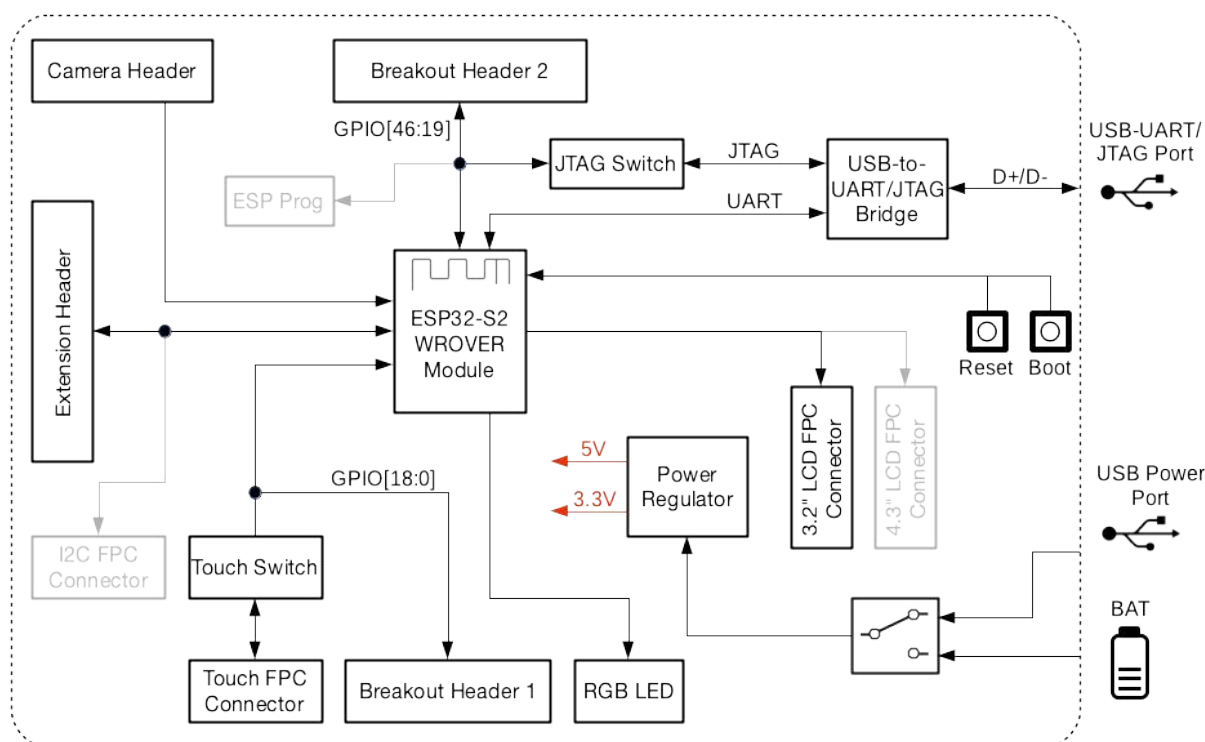 Camera Header
Breakout Header 2
GPIO[46:19]
USB-UART/
JTAG Port
JTAG Switch
JTAG
USB-to-
UART/JTAG
Bridge
D+/D-
ESP Prog
UART
Extension Header
ESP32-S2
WROVER
Module
Reset
Boot
3.2" LCD FPC
Connector
4.3" LCD FPC
Connector
5V
3.3V
Power
Regulator
USB Power
Port
GPIO[18:0]
I2C FPC
Connector
Touch Switch
BAT
Touch FPC
Connector
Breakout Header 1
RGB LED